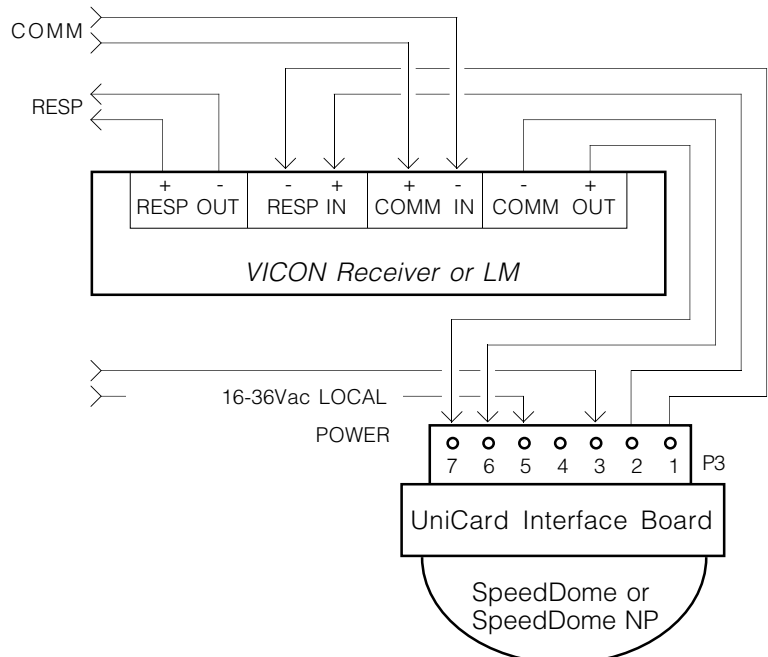 COMM
RESP
+ - - + + - - +
RESP OUT RESP IN COMM IN COMM OUT
VICON Receiver or LM
16-36Vac LOCAL
POWER
7 6 5 4 3 2 1 P3
UniCard Interface Board
SpeedDome or
SpeedDome NP